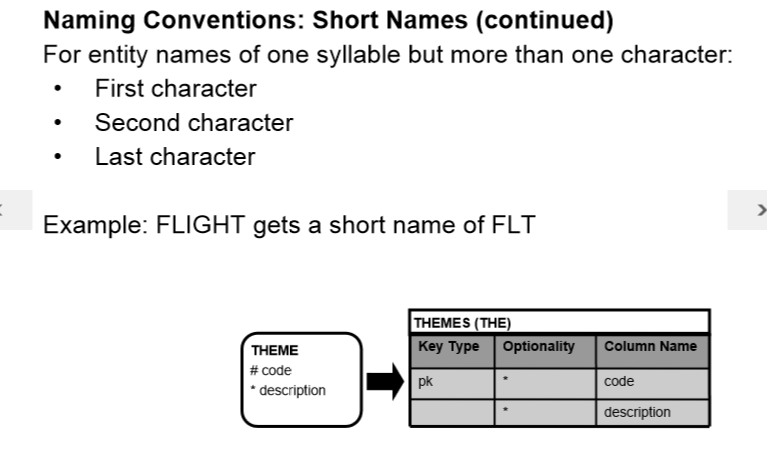 Naming Conventions: Short Names (continued)
For entity names of one syllable but more than one character:
• First character
• Second character
• Last character
Example: FLIGHT gets a short name of FLT
THEME
# code
* description
THEMES (THE)
Key Type Optionality Column Name
pk * code
* description